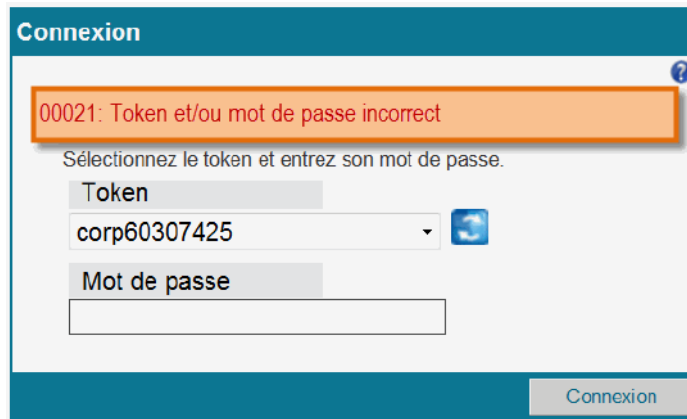 Connexion
?
00021: Token et/ou mot de passe incorrect
Sélectionnez le token et entrez son mot de passe.
Token
corp60307425
Mot de passe
Connexion